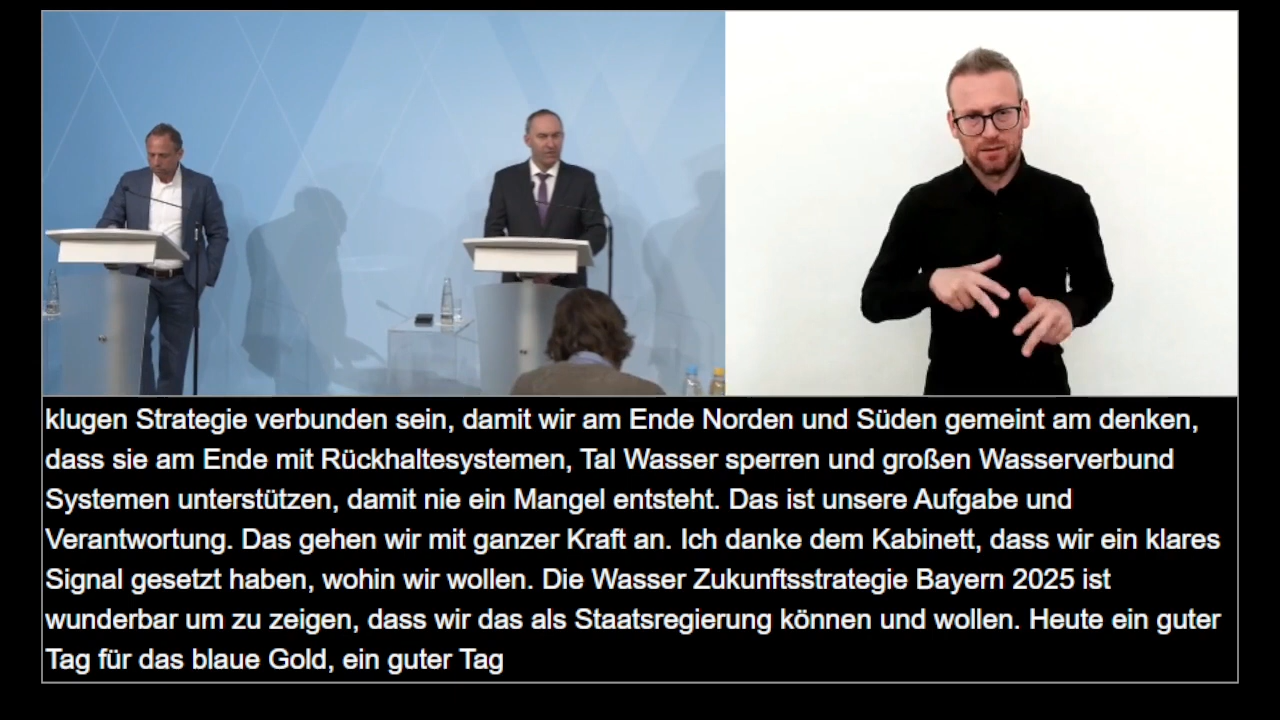 klugen Strategie verbunden sein, damit wir am Ende Norden und Süden gemeint am denken,
dass sie am Ende mit Rückhaltesystemen, Tal Wasser sperren und großen Wasserverbund
Systemen unterstützen, damit nie ein Mangel entsteht. Das ist unsere Aufgabe und
Verantwortung. Das gehen wir mit ganzer Kraft an. Ich danke dem Kabinett, dass wir ein klares
Signal gesetzt haben, wohin wir wollen. Die Wasser Zukunftsstrategie Bayern 2025 ist
wunderbar um zu zeigen, dass wir das als Staatsregierung können und wollen. Heute ein guter
Tag für das blaue Gold, ein guter Tag